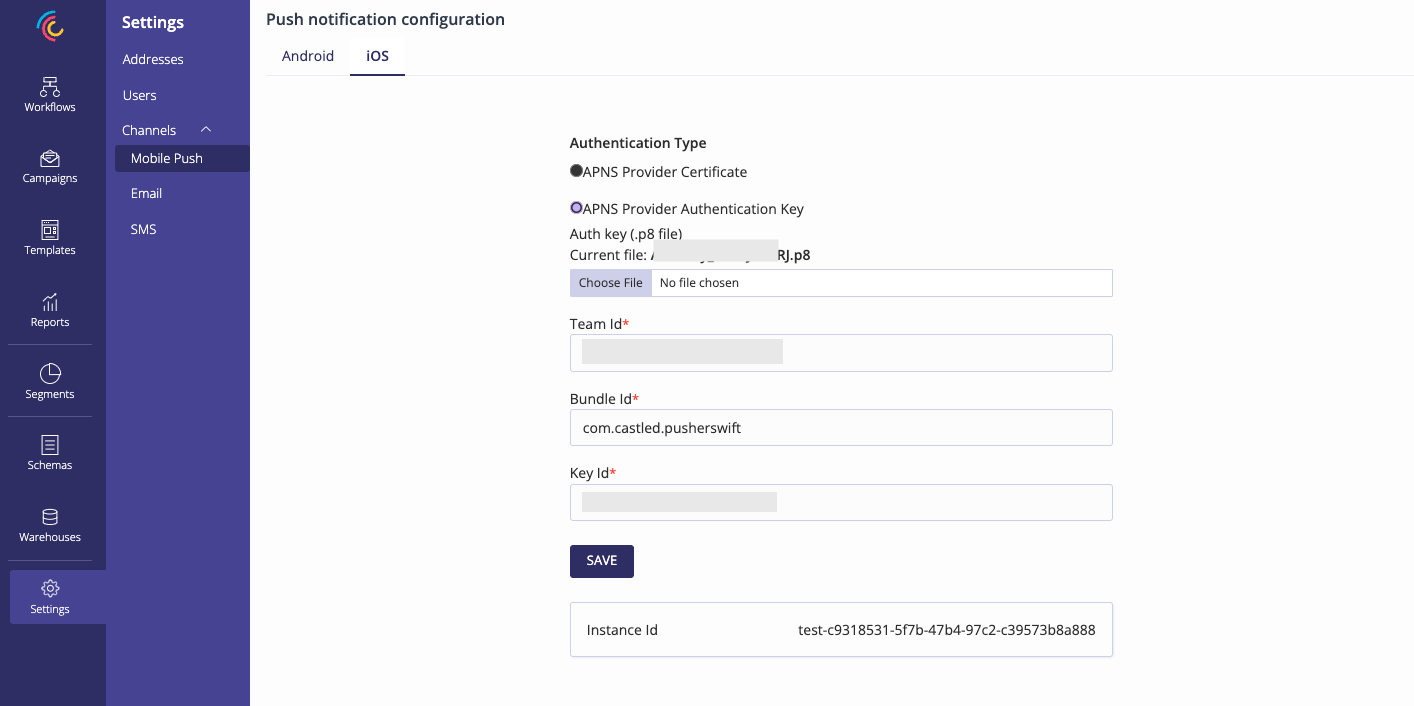 Settings
Addresses
Users
Channels
Mobile Push
Email
SMS
Workflows
Campaigns
Templates
Reports
Segments
Schemas
Warehouses
Settings
Push notification configuration
Android iOS
Authentication Type
APNS Provider Certificate
APNS Provider Authentication Key
Auth key (.p8 file)
Current file: RJ.p8
Choose File No file chosen
Team Id*
Bundle Id*
com.castled.pusherswift
Key Id*
SAVE
Instance Id test-c9318531-5f7b-47b4-97c2-c39573b8a888